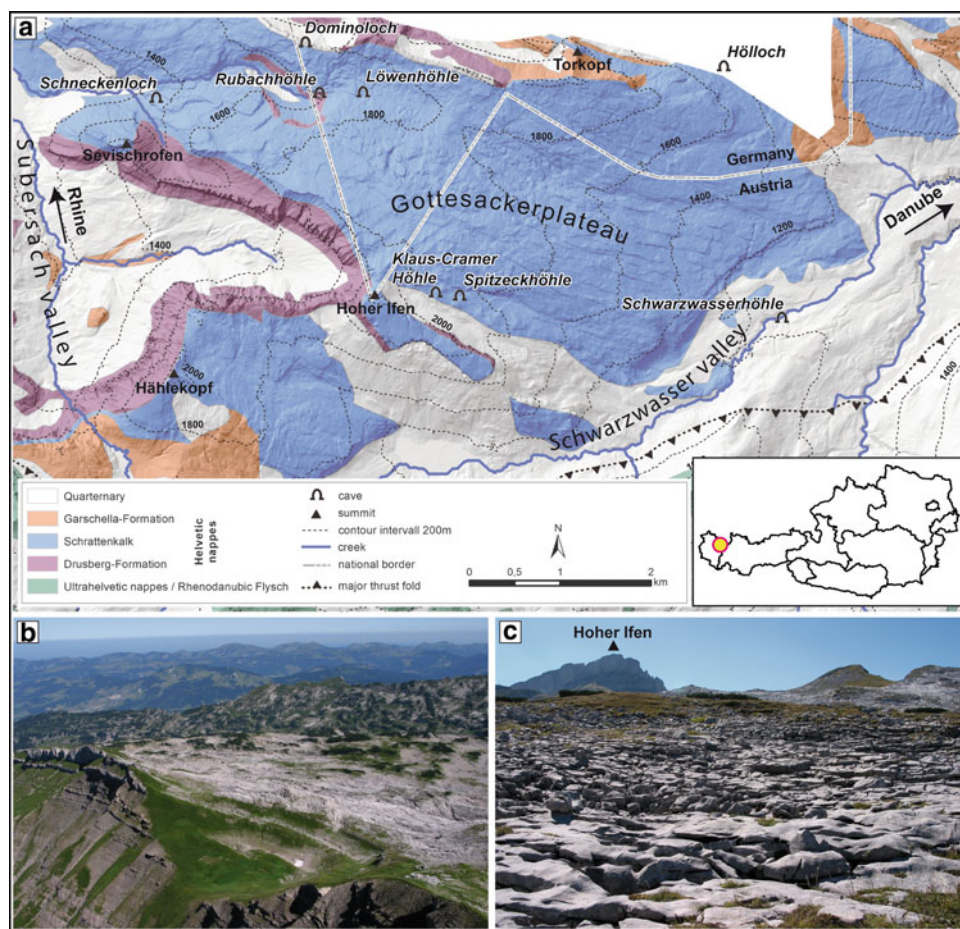 a
Dominoloch
Hölloch
1400
Torkopf
Schneckenloch
Rubachhöhle
Löwenhöhle
1800
1600
1800
1600
Sevischrofen
Germany
Austria
Subersach valley
Rhine
Gottesackerplateau
1400
Danube
1200
1400
Klaus-Cramer
Höhle
Spitzeckhöhle
Hoher Ifen
2000
Schwarzwasserhöhle
Schwarzwasser valley
2000
Hählekopf
1800
1400
Quarternary
Garschella-Formation
Schrattenkalk
Drusberg-Formation
Ultrahelvetic nappes / Rhenodanubic Flysch
Helvetic
nappes
cave
summit
contour intervall 200m
creek
national border
major thrust fold
N
0 0,5 1 2
km
b
c
Hoher Ifen